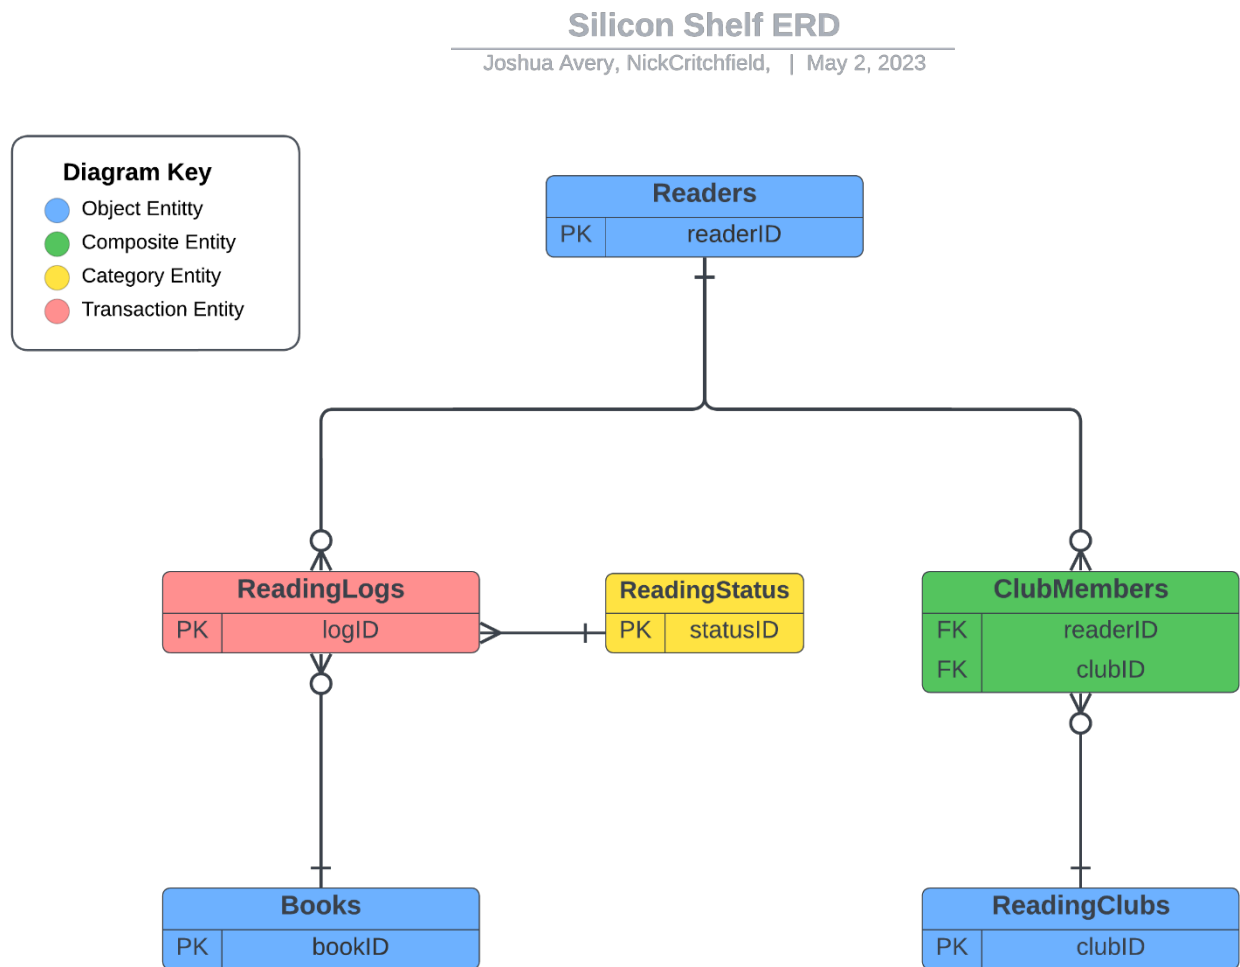 Silicon Shelf ERD
Joshua Avery, NickCritchfield, | May 2, 2023
Diagram Key
Object Entitty
Composite Entity
Category Entity
Transaction Entity
Readers
PK readerID
ReadingLogs
PK logID
ReadingStatus
PK statusID
ClubMembers
FK readerID
FK clubID
Books
PK bookID
ReadingClubs
PK clubID